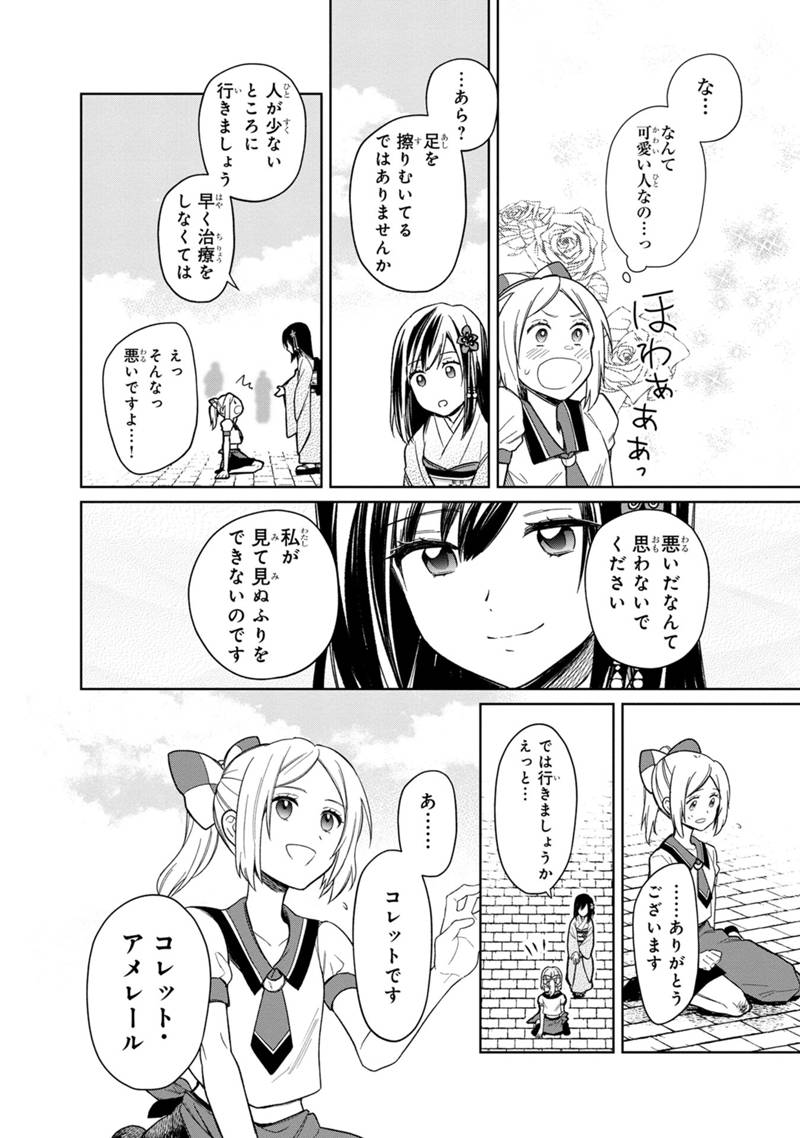 な…
なんて
可愛い人なの…っ
ほわぁぁぁっ
…あら？
足を
擦りむいてる
ではありませんか
人が少ない
ところに
行きましょう
早く治療を
しなくては
えっ
そんなっ
悪いですよ…！
悪いだなんて
思わないで
ください
私が
見て見ぬふりを
できないのです
……ありがとう
ございます
では行きましょうか
えっと…
あ……
コレットです
コレット・
アメレール